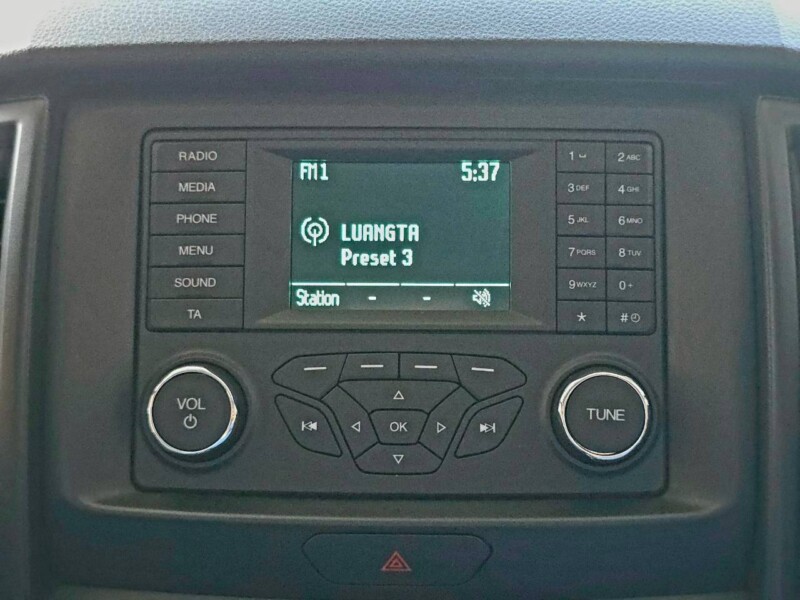 FM1 5:37
LUANGTA
Preset 3
Station - -
RADIO
MEDIA
PHONE
MENU
SOUND
TA
1 ⎵ 2 ABC
3 DEF 4 GHI
5 JKL 6 MNO
7 PQRS 8 TUV
9 WXYZ 0 +
* #
VOL
OK
TUNE